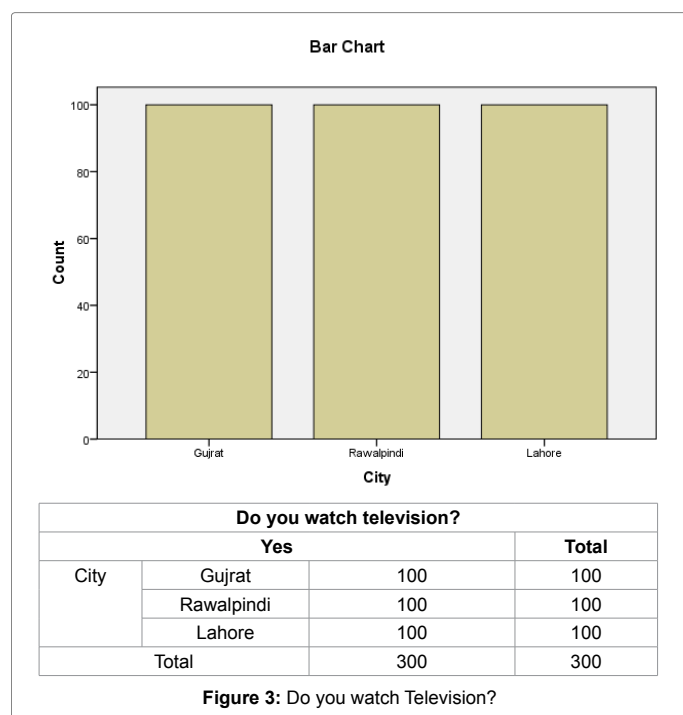 Bar Chart
100
80
60
40
20
0
Count
Gujrat Rawalpindi Lahore
City
Do you watch television?
Yes Total
City Gujrat 100 100
Rawalpindi 100 100
Lahore 100 100
Total 300 300
Figure 3: Do you watch Television?